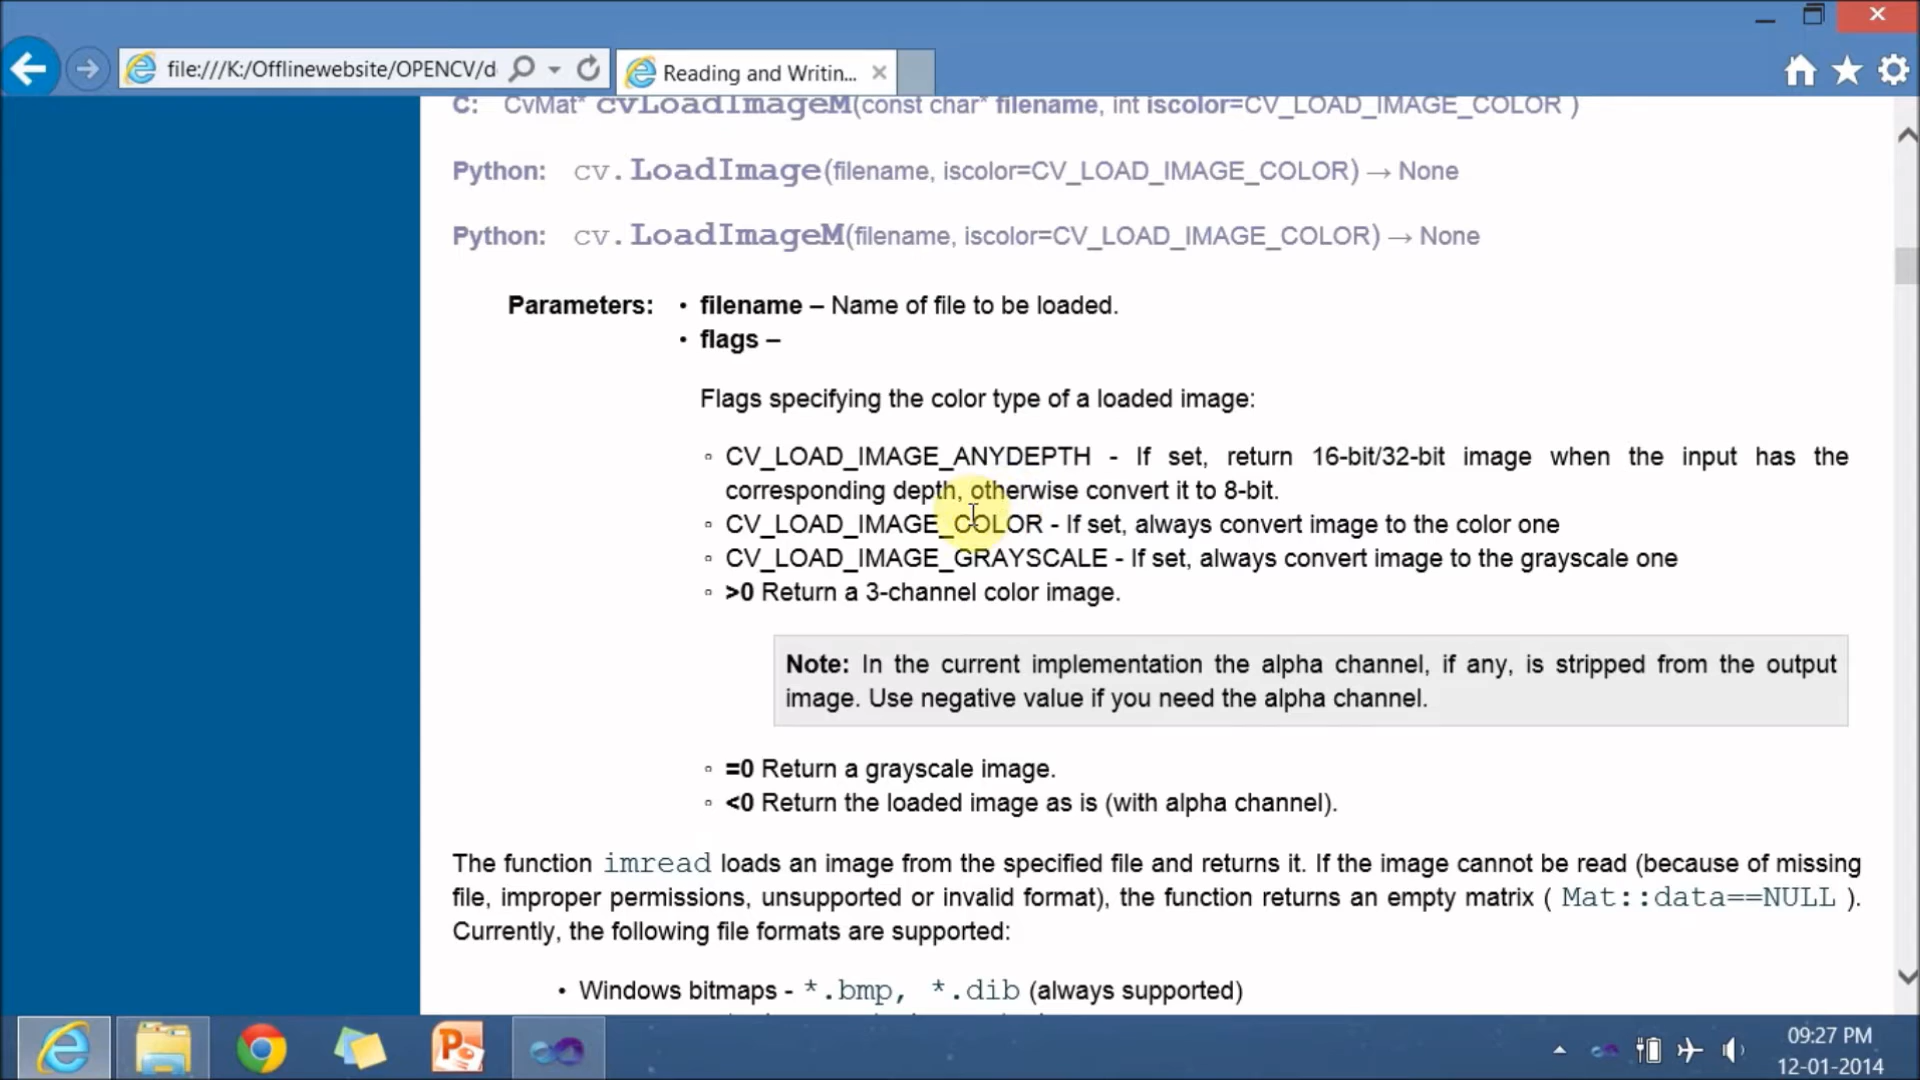 file:///K:/Offlinewebsite/OPENCV/d
Reading and Writin...
C: CvMat* cvLoadImageM(const char* filename, int iscolor=CV_LOAD_IMAGE_COLOR )
Python: cv.LoadImage(filename, iscolor=CV_LOAD_IMAGE_COLOR) → None
Python: cv.LoadImageM(filename, iscolor=CV_LOAD_IMAGE_COLOR) → None
Parameters: • filename – Name of file to be loaded.
• flags –
Flags specifying the color type of a loaded image:
◦ CV_LOAD_IMAGE_ANYDEPTH - If set, return 16-bit/32-bit image when the input has the
corresponding depth, otherwise convert it to 8-bit.
◦ CV_LOAD_IMAGE_COLOR - If set, always convert image to the color one
◦ CV_LOAD_IMAGE_GRAYSCALE - If set, always convert image to the grayscale one
◦ >0 Return a 3-channel color image.
Note: In the current implementation the alpha channel, if any, is stripped from the output
image. Use negative value if you need the alpha channel.
◦ =0 Return a grayscale image.
◦ <0 Return the loaded image as is (with alpha channel).
The function imread loads an image from the specified file and returns it. If the image cannot be read (because of missing
file, improper permissions, unsupported or invalid format), the function returns an empty matrix ( Mat::data==NULL ).
Currently, the following file formats are supported:
• Windows bitmaps - *.bmp, *.dib (always supported)
09:27 PM
12-01-2014